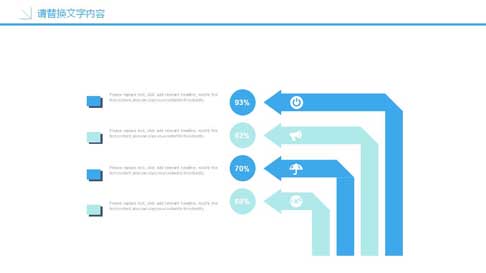 请替换文字内容
Please replace text, click add relevant headline, modify the
text content, also can copy your content to this directly.
93%
Please replace text, click add relevant headline, modify the
text content, also can copy your content to this directly.
82%
Please replace text, click add relevant headline, modify the
text content, also can copy your content to this directly.
70%
Please replace text, click add relevant headline, modify the
text content, also can copy your content to this directly.